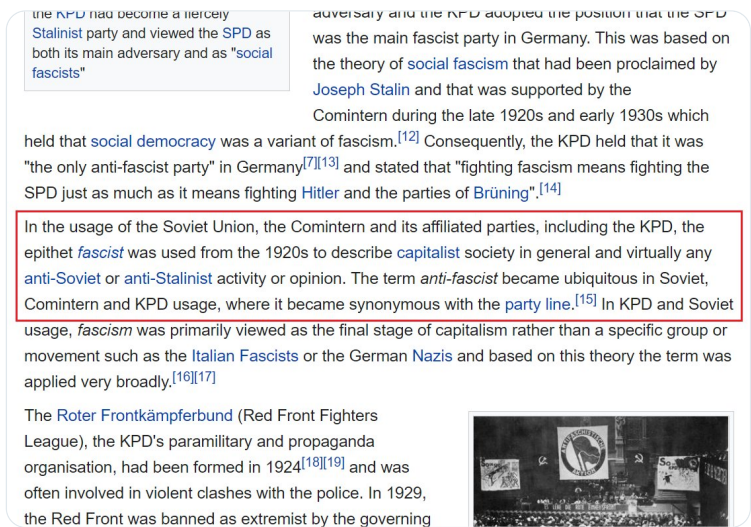 the KPD had become a fiercely
Stalinist party and viewed the SPD as
both its main adversary and as "social
fascists"
adversary and the KPD adopted the position that the SPD
was the main fascist party in Germany. This was based on
the theory of social fascism that had been proclaimed by
Joseph Stalin and that was supported by the
Comintern during the late 1920s and early 1930s which
held that social democracy was a variant of fascism.[12] Consequently, the KPD held that it was
"the only anti-fascist party" in Germany[7][13] and stated that "fighting fascism means fighting the
SPD just as much as it means fighting Hitler and the parties of Brüning".[14]
In the usage of the Soviet Union, the Comintern and its affiliated parties, including the KPD, the
epithet fascist was used from the 1920s to describe capitalist society in general and virtually any
anti-Soviet or anti-Stalinist activity or opinion. The term anti-fascist became ubiquitous in Soviet,
Comintern and KPD usage, where it became synonymous with the party line.[15] In KPD and Soviet
usage, fascism was primarily viewed as the final stage of capitalism rather than a specific group or
movement such as the Italian Fascists or the German Nazis and based on this theory the term was
applied very broadly.[16][17]
The Roter Frontkämpferbund (Red Front Fighters
League), the KPD's paramilitary and propaganda
organisation, had been formed in 1924[18][19] and was
often involved in violent clashes with the police. In 1929,
the Red Front was banned as extremist by the governing